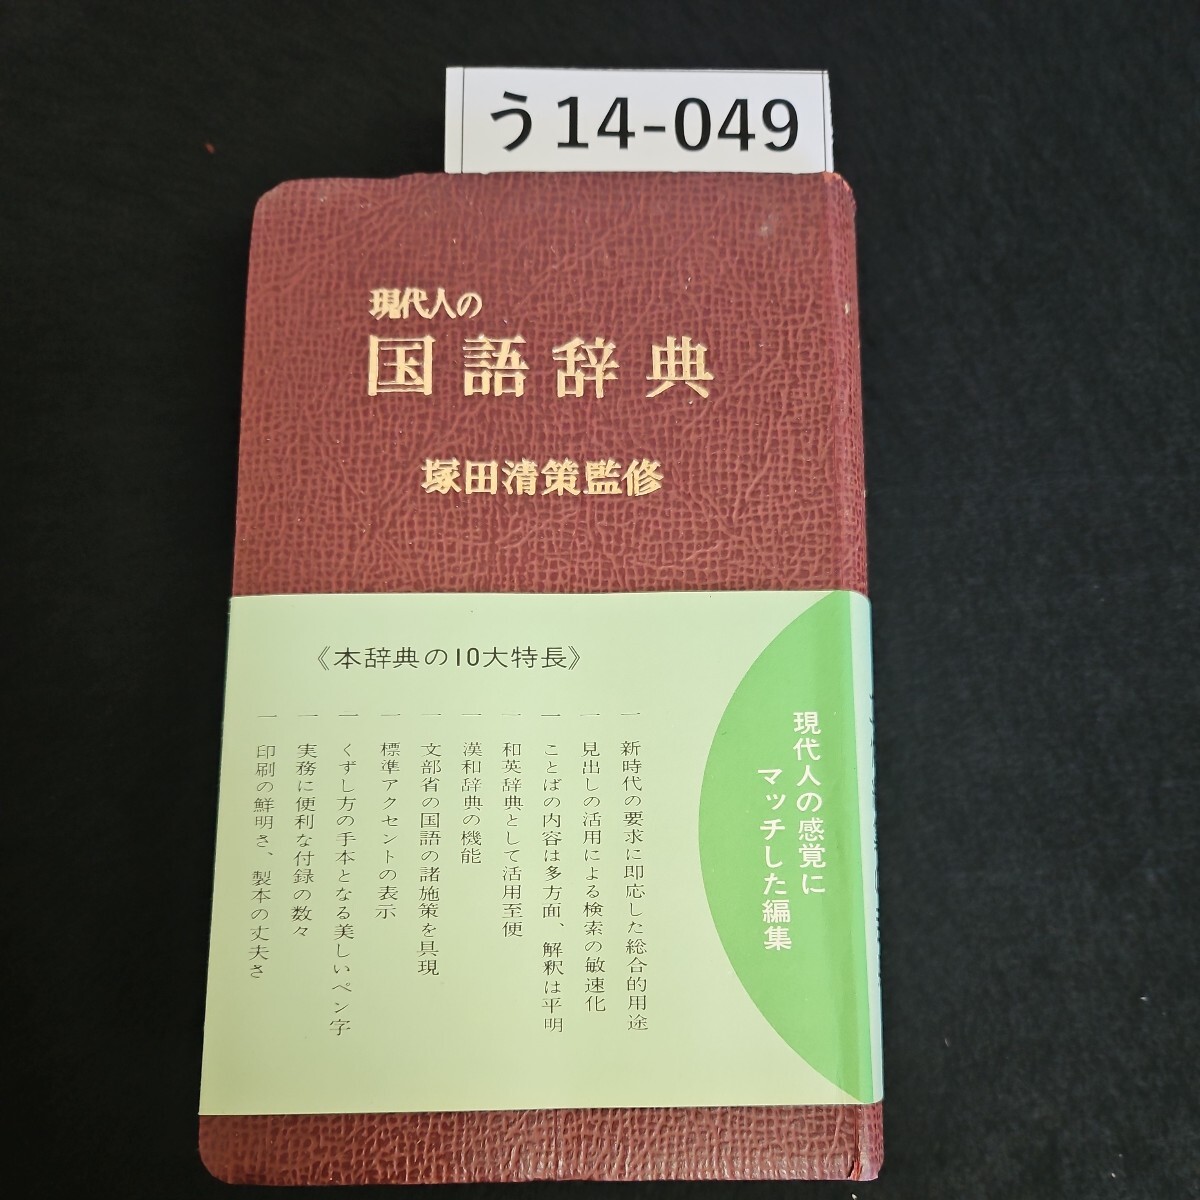 う14-049
現代人の
国語辞典
塚田清策監修
現代人の感覚に
マッチした編集
《本辞典の10大特長》
一 新時代の要求に即応した総合的用途
一 見出しの活用による検索の敏速化
一 ことばの内容は多方面、解釈は平明
一 和英辞典として活用至便
一 漢和辞典の機能
一 文部省の国語の諸施策を具現
一 標準アクセントの表示
一 くずし方の手本となる美しいペン字
一 実務に便利な付録の数々
一 印刷の鮮明さ、製本の丈夫さ